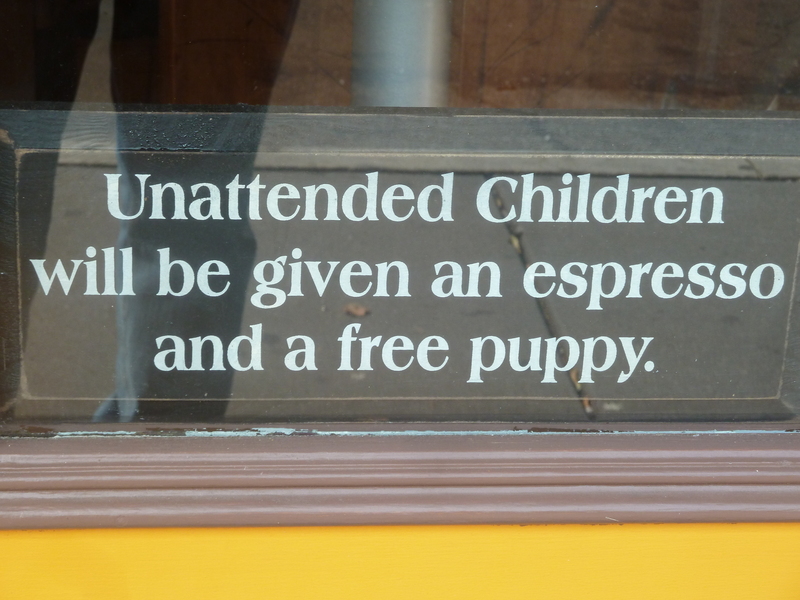 Unattended Children
will be given an espresso
and a free puppy.